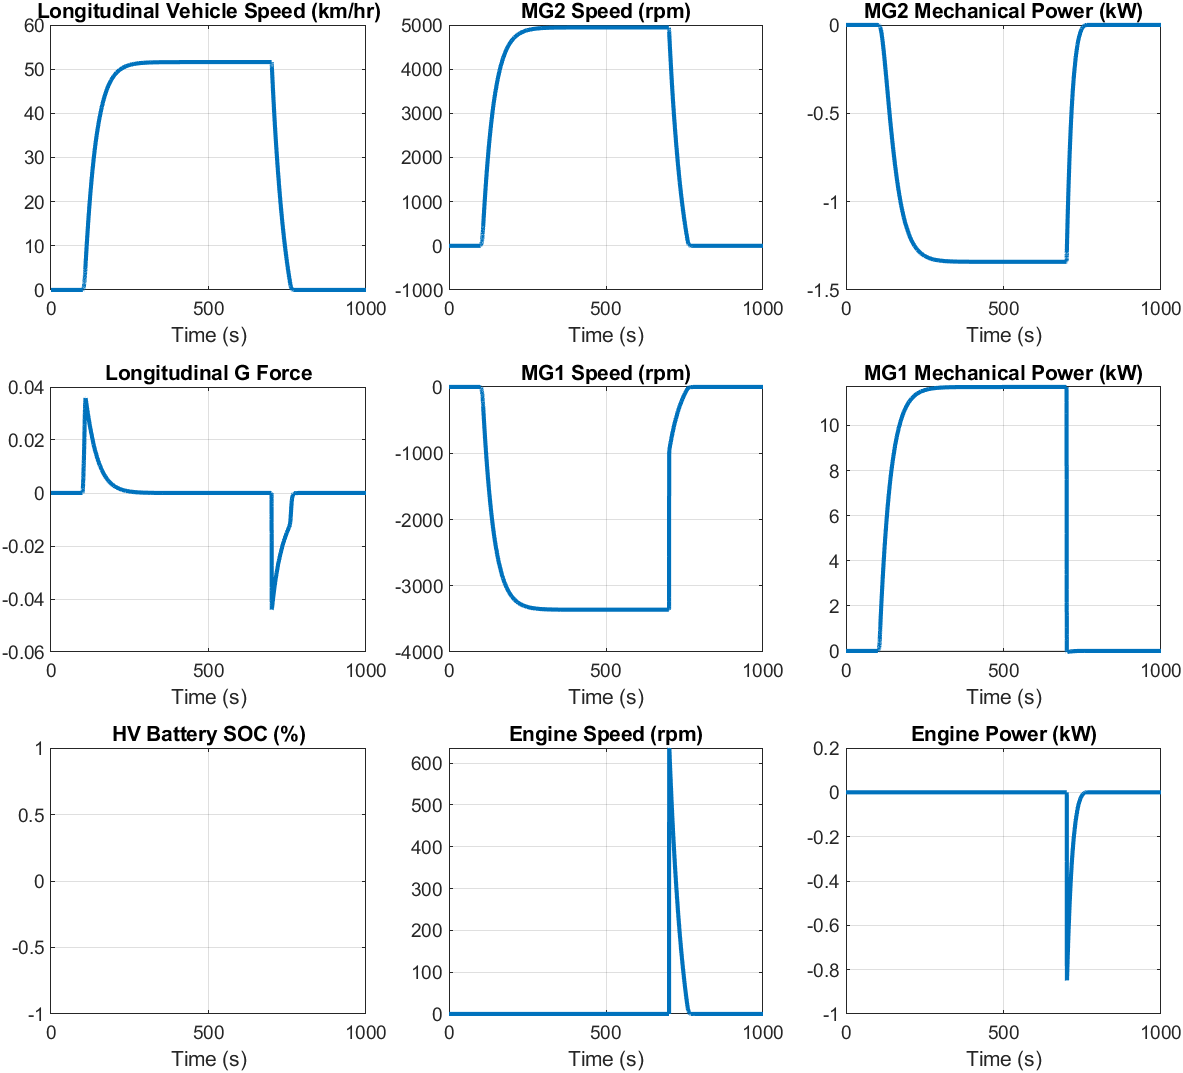 Longitudinal Vehicle Speed (km/hr)
60
50
40
30
20
10
0
0 500 1000
Time (s)
MG2 Speed (rpm)
5000
4000
3000
2000
1000
0
-1000
0 500 1000
Time (s)
MG2 Mechanical Power (kW)
0
-0.5
-1
-1.5
0 500 1000
Time (s)
Longitudinal G Force
0.04
0.02
0
-0.02
-0.04
-0.06
0 500 1000
Time (s)
MG1 Speed (rpm)
0
-1000
-2000
-3000
-4000
0 500 1000
Time (s)
MG1 Mechanical Power (kW)
10
8
6
4
2
0
0 500 1000
Time (s)
HV Battery SOC (%)
1
0.5
0
-0.5
-1
0 500 1000
Time (s)
Engine Speed (rpm)
600
500
400
300
200
100
0
0 500 1000
Time (s)
Engine Power (kW)
0.2
0
-0.2
-0.4
-0.6
-0.8
-1
0 500 1000
Time (s)